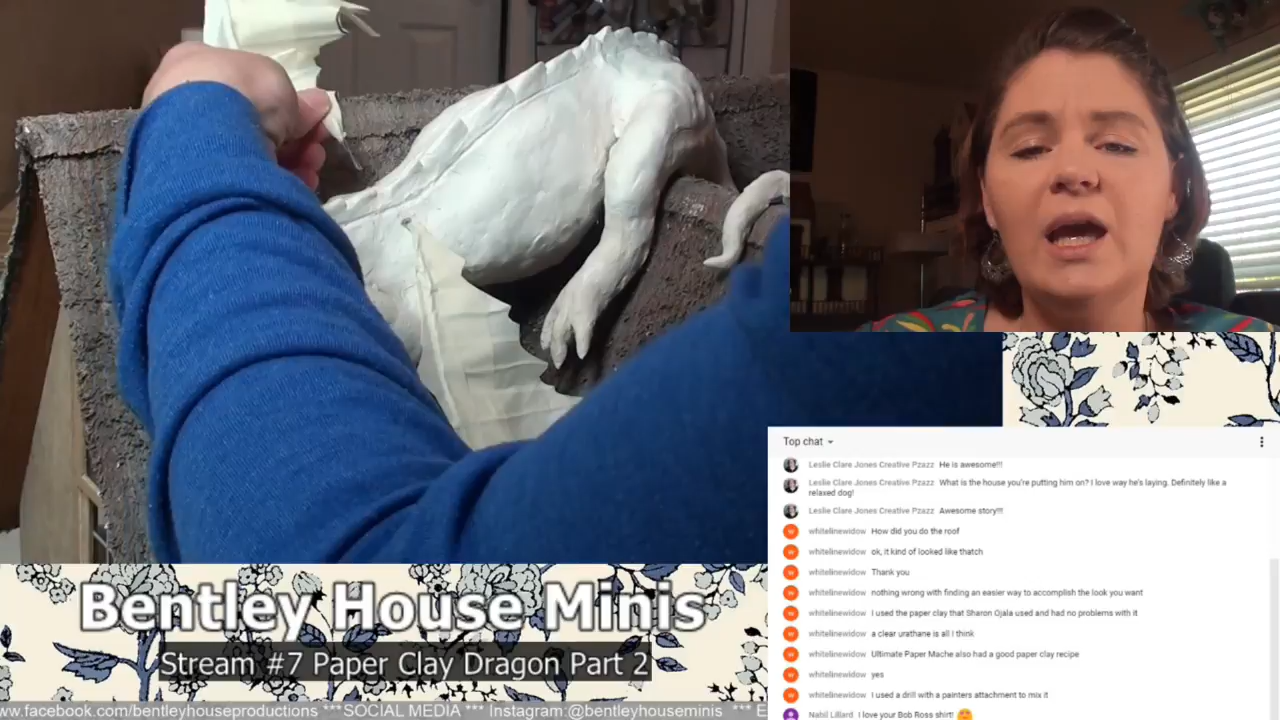 Top chat
Leslie Clare Jones Creative Pzazz He is awesome!!!
Leslie Clare Jones Creative Pzazz What is the house you're putting him on? I love way he's laying. Definitely like a
relaxed dog!
Leslie Clare Jones Creative Pzazz Awesome story!!!
w whitelinewidow How did you do the roof
w whitelinewidow ok, it kind of looked like thatch
w whitelinewidow Thank you
w whitelinewidow nothing wrong with finding an easier way to accomplish the look you want
w whitelinewidow I used the paper clay that Sharon Ojala used and had no problems with it
w whitelinewidow a clear urathane is all I think
w whitelinewidow Ultimate Paper Mache also had a good paper clay recipe
w whitelinewidow yes
w whitelinewidow I used a drill with a painters attachment to mix it
N Nabil Lillard I love your Bob Ross shirt! 😍
Bentley House Minis
Stream #7 Paper Clay Dragon Part 2
ww.facebook.com/bentleyhouseproductions ***SOCIAL MEDIA *** Instagram:@bentleyhouseminis *** E